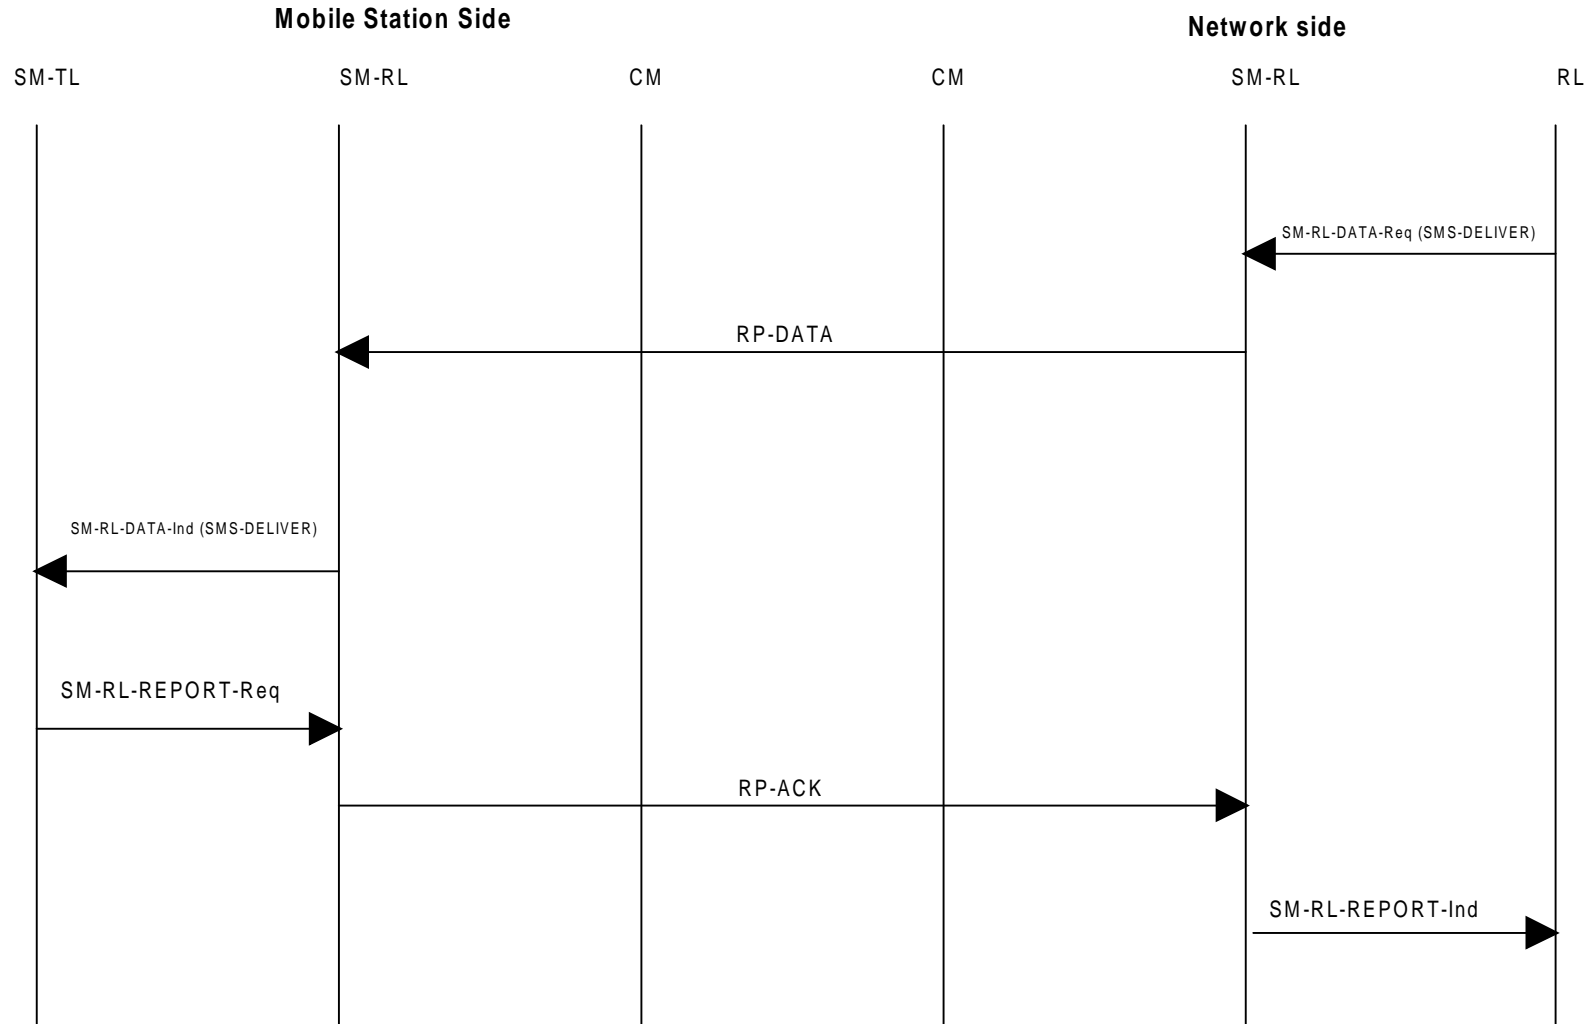 Mobile Station Side
Network side
SM-TL
SM-RL
CM
CM
SM-RL
RL
SM-RL-DATA-Req (SMS-DELIVER)
RP-DATA
SM-RL-DATA-Ind (SMS-DELIVER)
SM-RL-REPORT-Req
RP-ACK
SM-RL-REPORT-Ind